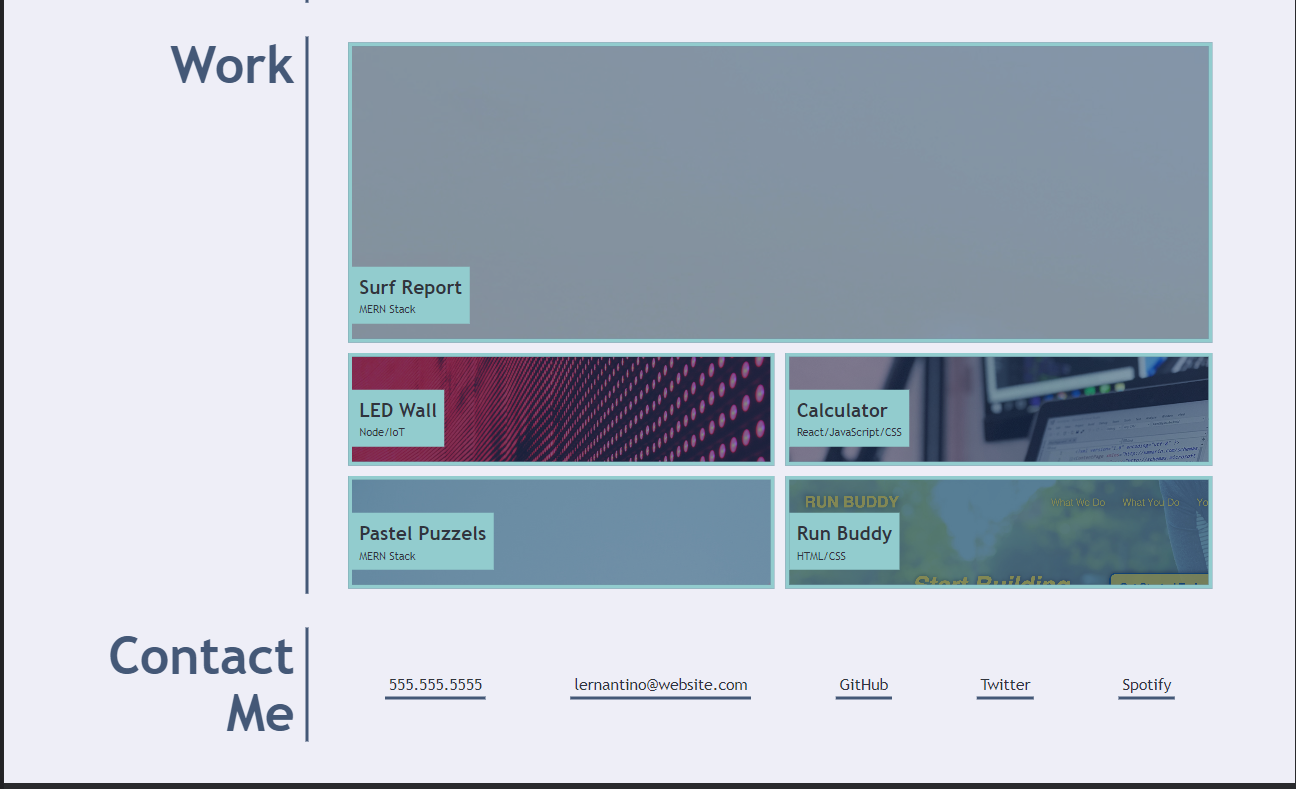 Work
Surf Report
MERN Stack
LED Wall
Node/IoT
Calculator
React/JavaScript/CSS
Pastel Puzzels
MERN Stack
RUN BUDDY What We Do What You Do Yo
Run Buddy
HTML/CSS
Start Building
Contact
Me
555.555.5555 lernantino@website.com GitHub Twitter Spotify